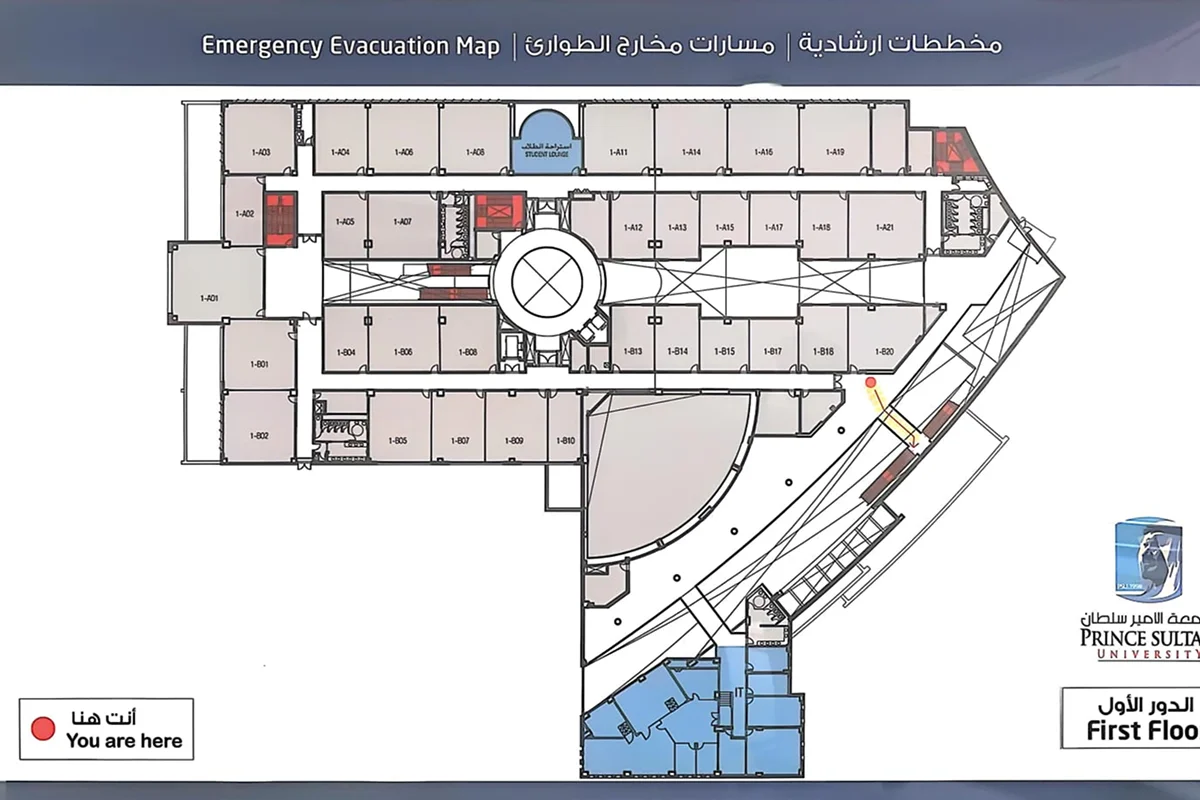 Emergency Evacuation Map | مخططات ارشادية | مسارات مخارج الطوارئ
1-A03
1-A04
1-A06
1-A08
استراحة الطلاب
STUDENT LOUNGE
1-A11
1-A14
1-A16
1-A19
1-A02
1-A05
1-A07
1-A12
1-A13
1-A15
1-A17
1-A18
1-A21
1-A01
1-B01
1-B04
1-B06
1-B08
1-B13
1-B14
1-B15
1-B17
1-B18
1-B20
1-B02
1-B05
1-B07
1-B09
1-B10
IT
معة الامير سلطان
PRINCE SULTA
UNIVERSITY
أنت هنا
You are here
الدور الأول
First Floo